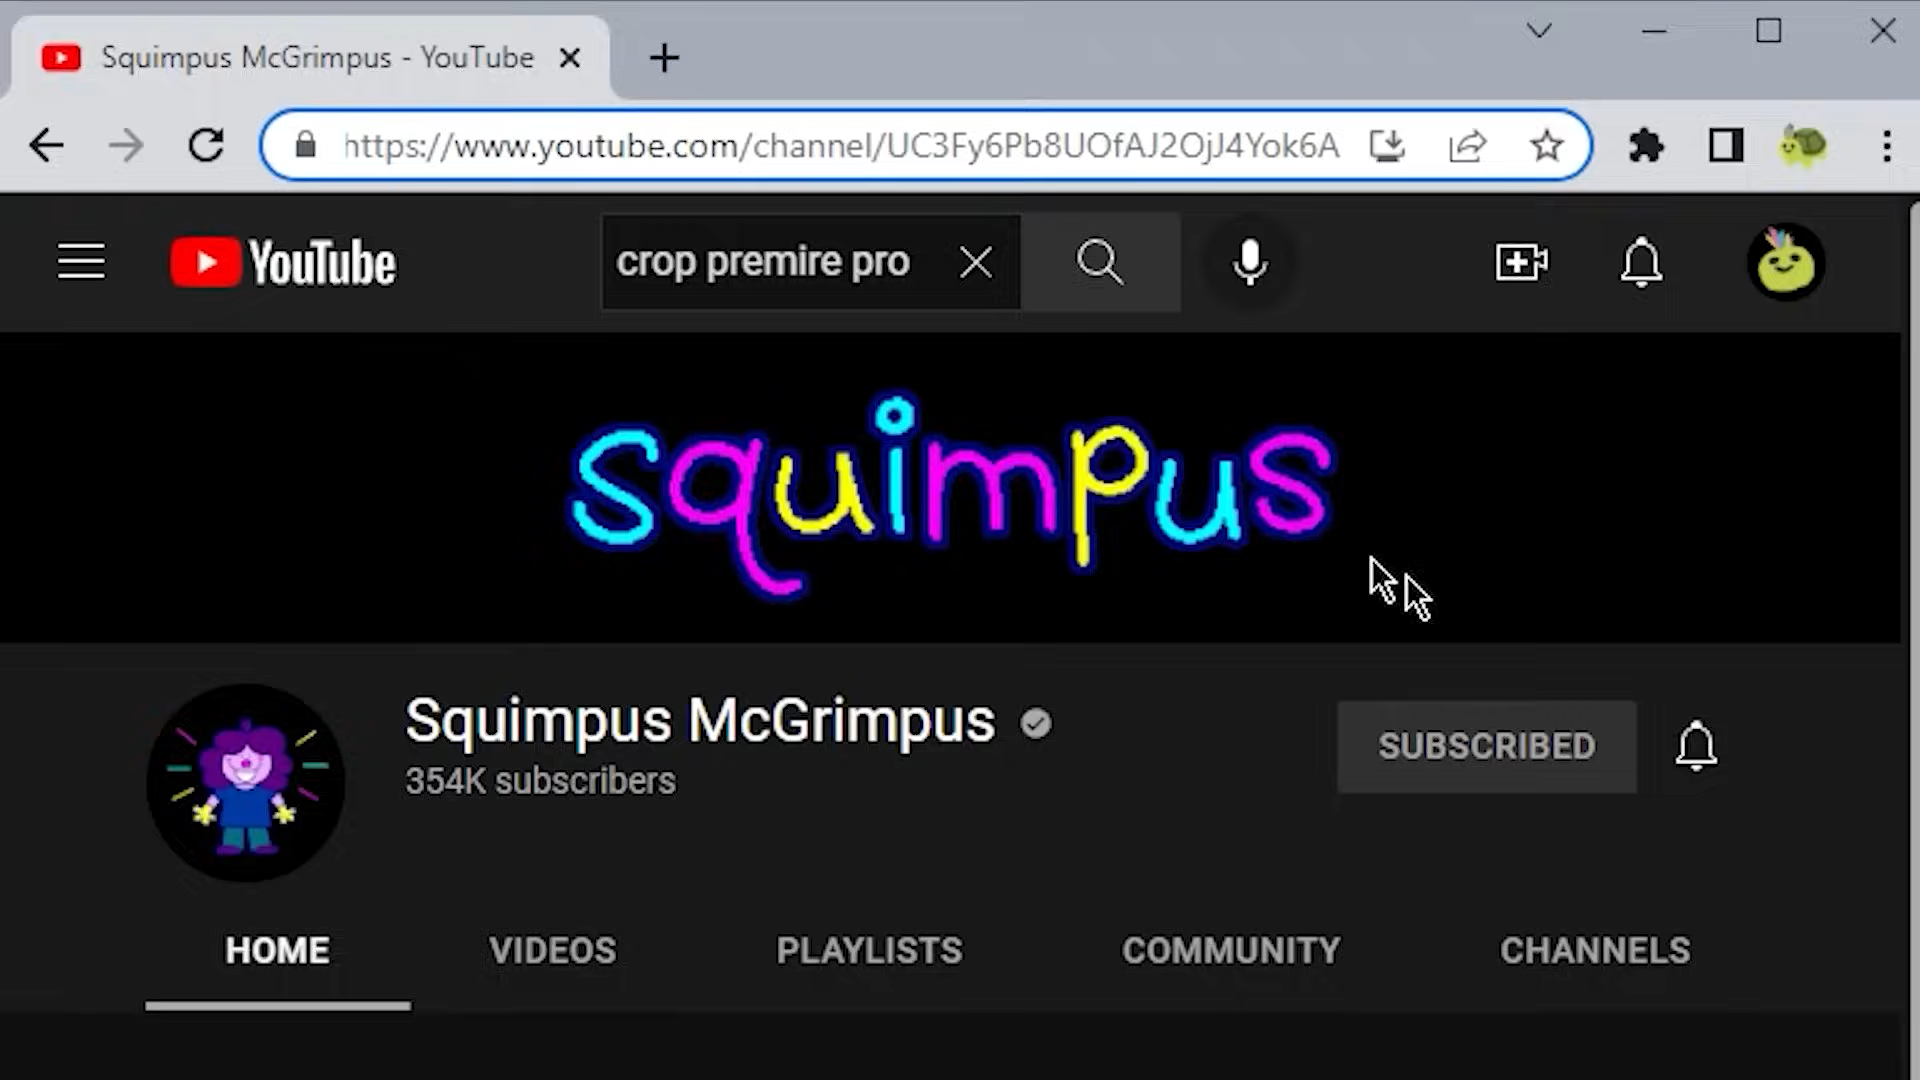 Squimpus McGrimpus - YouTube
https://www.youtube.com/channel/UC3Fy6Pb8UOfAJ2OjJ4Yok6A
YouTube
crop premire pro
squimpus
Squimpus McGrimpus
354K subscribers
SUBSCRIBED
HOME VIDEOS PLAYLISTS COMMUNITY CHANNELS